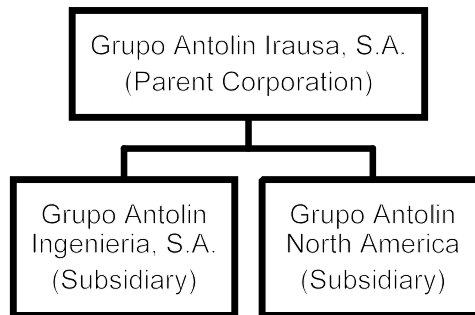 Grupo Antolin Irausa, S.A.
(Parent Corporation)
Grupo Antolin
Ingenieria, S.A.
(Subsidiary)
Grupo Antolin
North America
(Subsidiary)